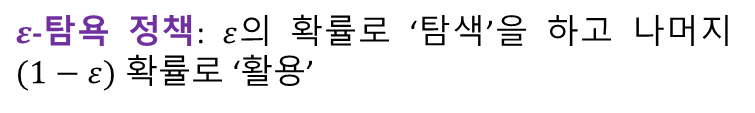 ε-탐욕 정책: ε의 확률로 ‘탐색’을 하고 나머지
(1 − ε) 확률로 ‘활용’